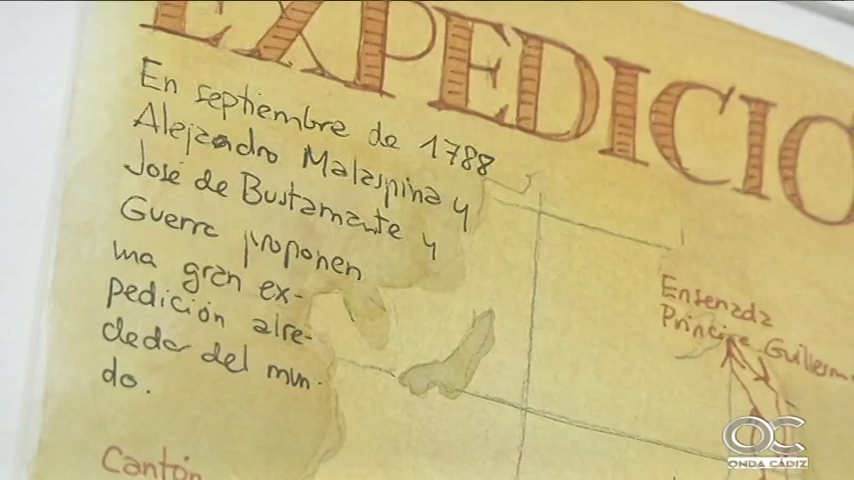 EXPEDICIO
En septiembre de 1788
Alejandro Malaspina y
José de Bustamante y
Guerra proponen
una gran ex-
pedición alre-
dedor del mun-
do.
Ensenada
Principe Guillermo
Cantón
OC
ONDA CÁDIZ